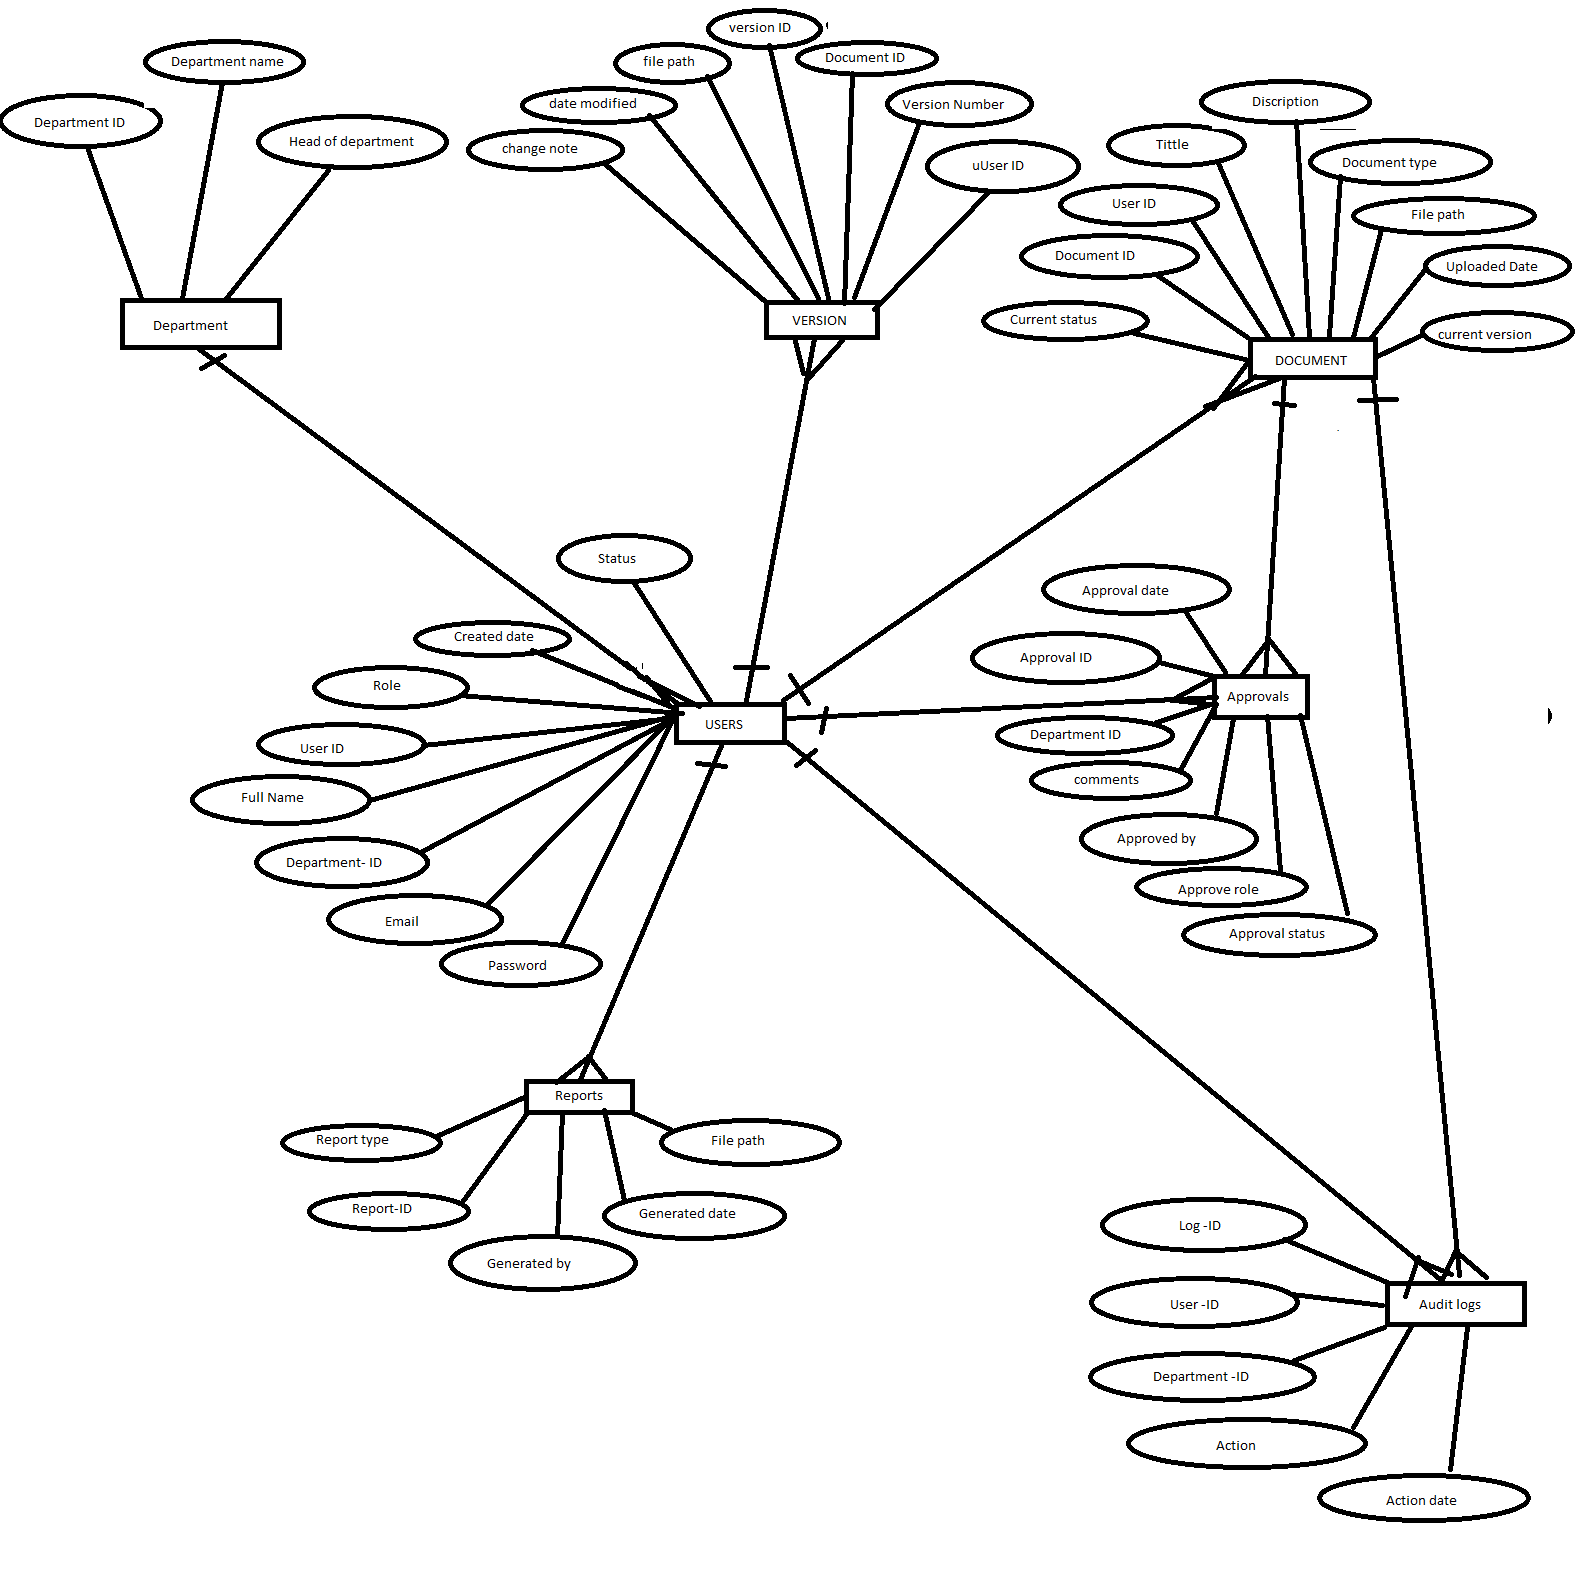 version ID
Document ID
file path
Department name
date modified
Version Number
Discription
Department ID
Head of department
change note
Tittle
uUser ID
Document type
User ID
File path
Document ID
Uploaded Date
Current status
VERSION
Department
current version
DOCUMENT
Status
Approval date
Created date
Approval ID
Role
Approvals
USERS
Department ID
User ID
comments
Full Name
Approved by
Department- ID
Approve role
Email
Approval status
Password
Reports
Report type
File path
Report-ID
Generated date
Log -ID
Generated by
User -ID
Audit logs
Department -ID
Action
Action date